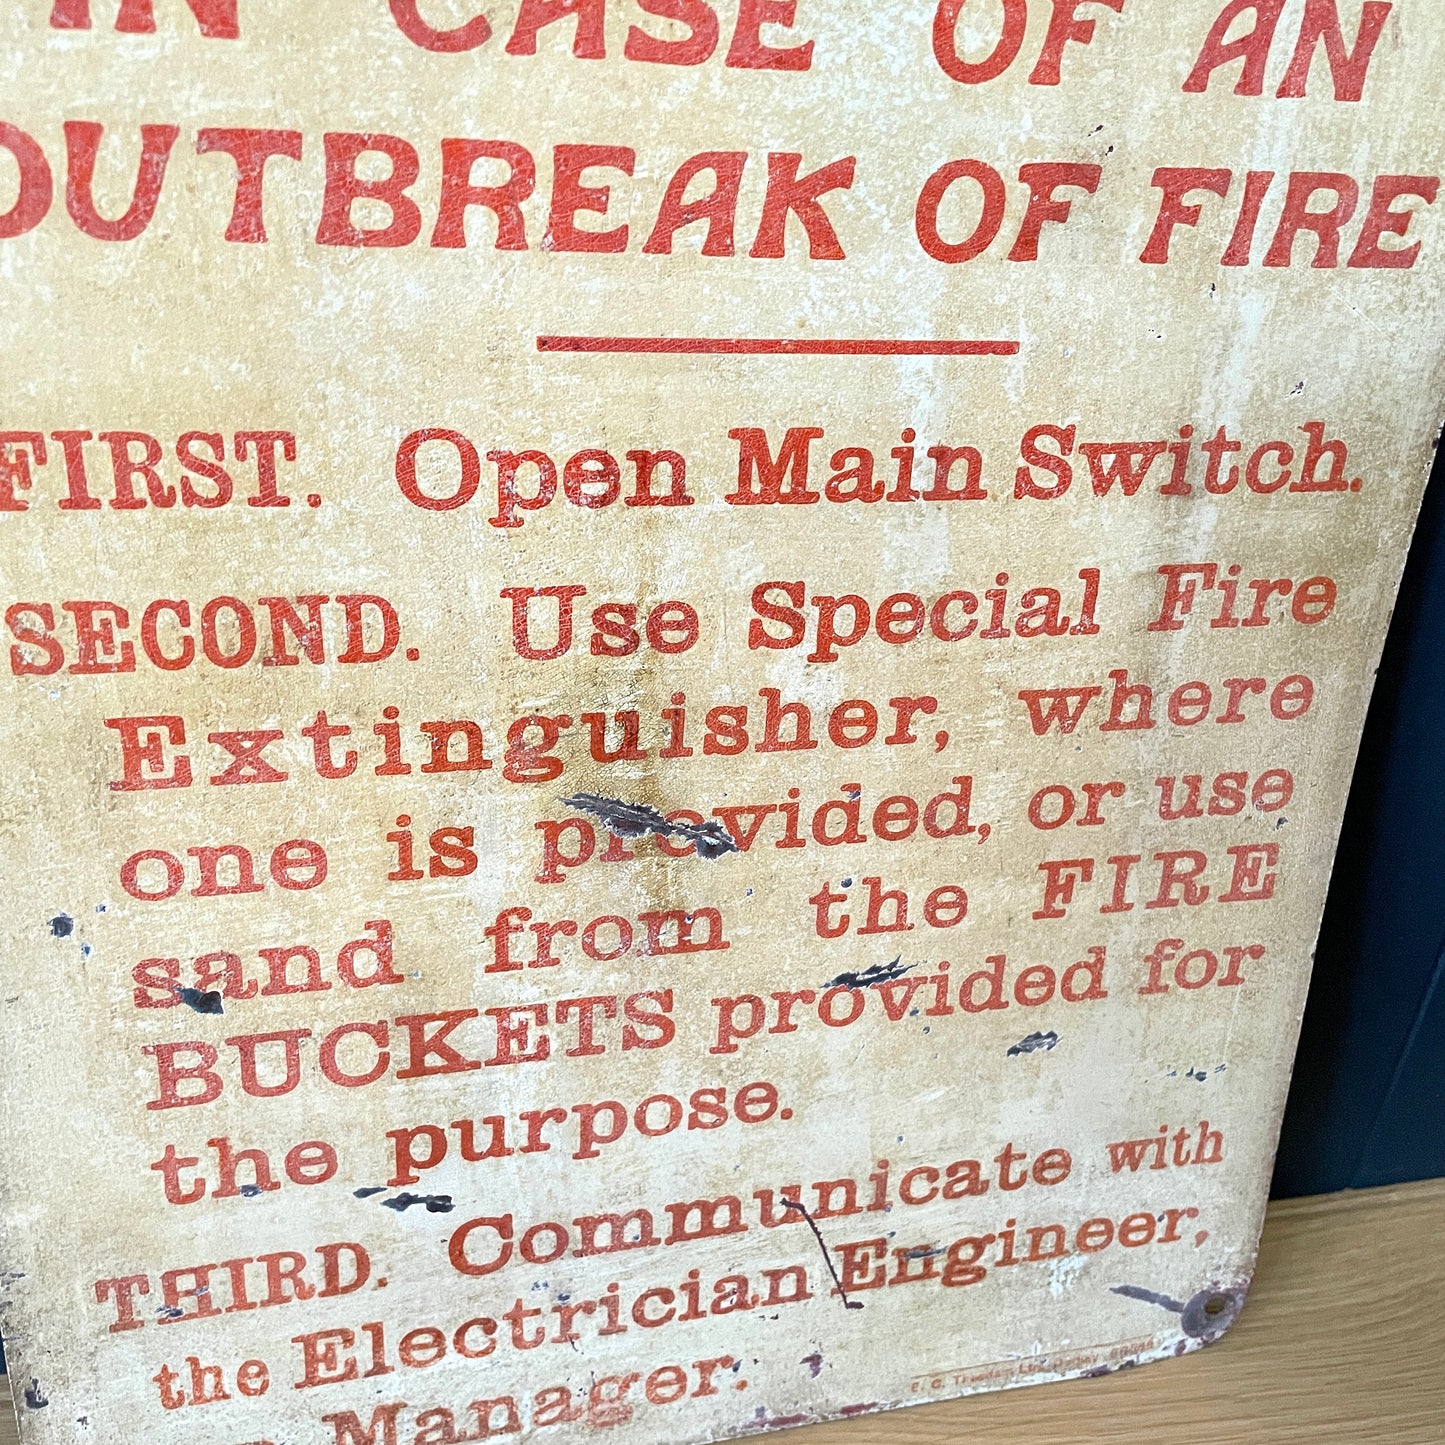 IN CASE OF AN
OUTBREAK OF FIRE
FIRST. Open Main Switch.
SECOND. Use Special Fire
Extinguisher, where
one is provided, or use
sand from the FIRE
BUCKETS provided for
the purpose.
THIRD. Communicate with
the Electrician Engineer,
Manager.